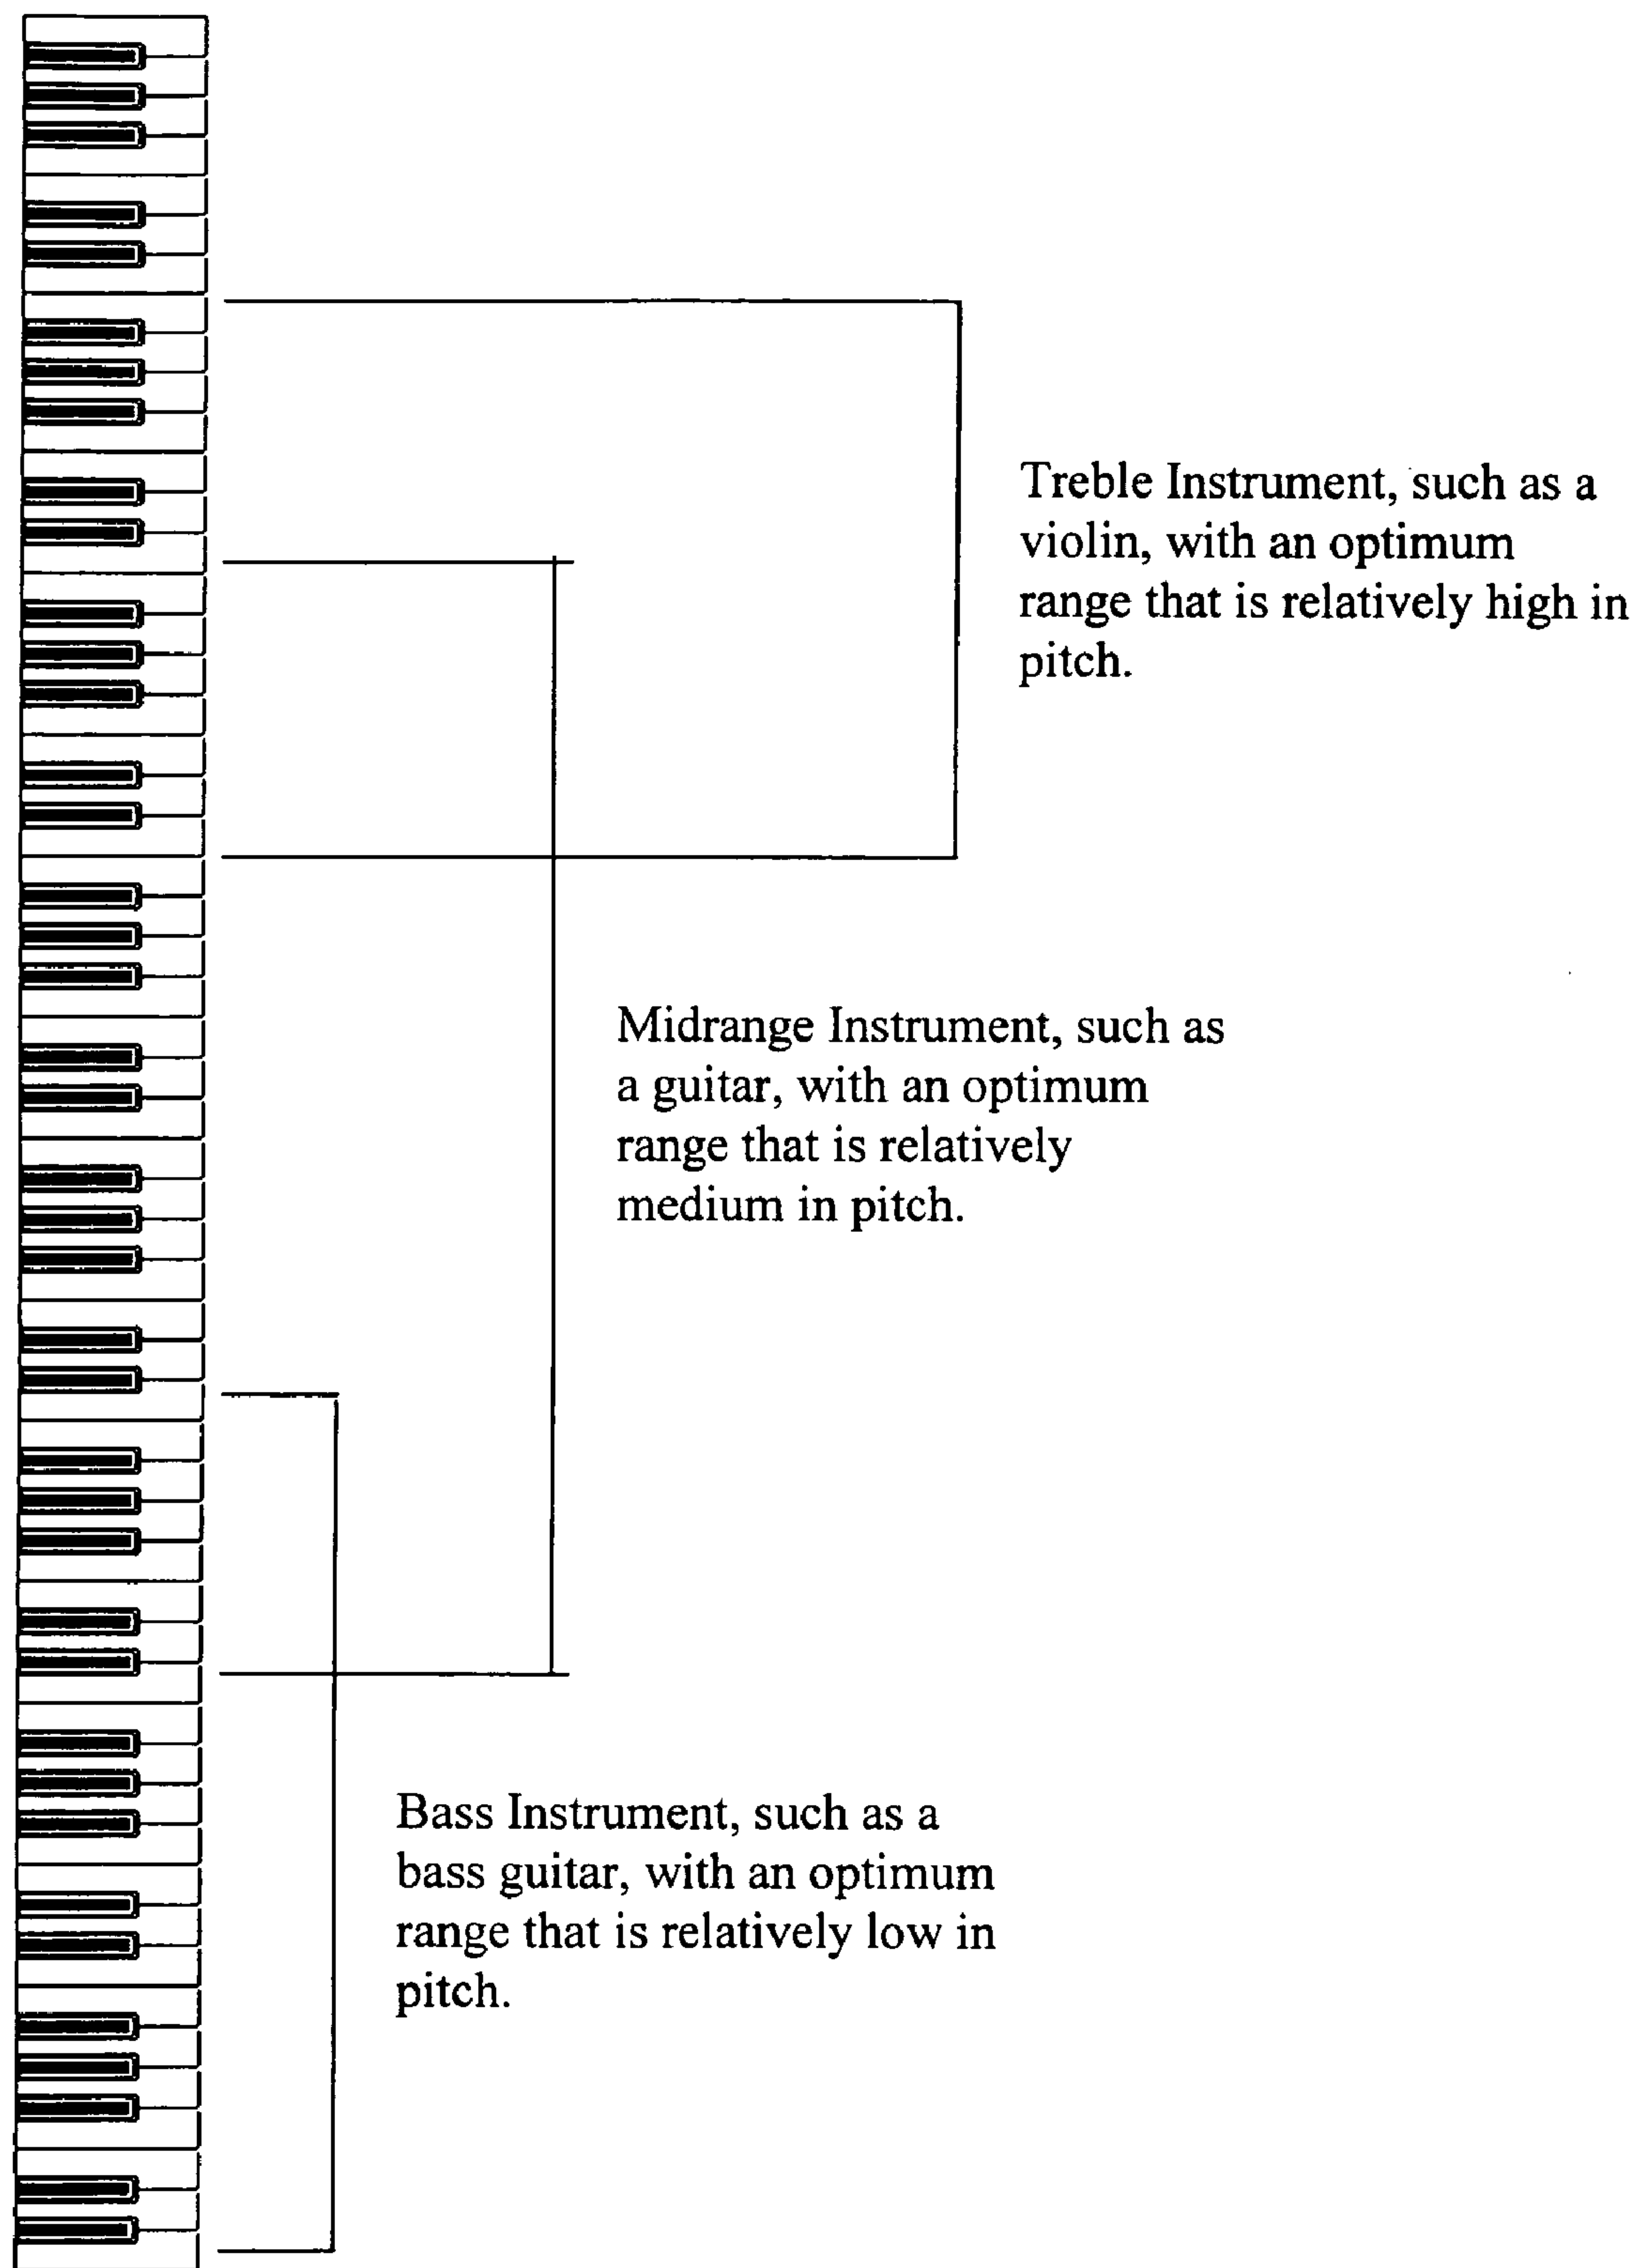 Treble Instrument, such as a
violin, with an optimum
range that is relatively high in
pitch.
Midrange Instrument, such as
a guitar, with an optimum
range that is relatively
medium in pitch.
Bass Instrument, such as a
bass guitar, with an optimum
range that is relatively low in
pitch.